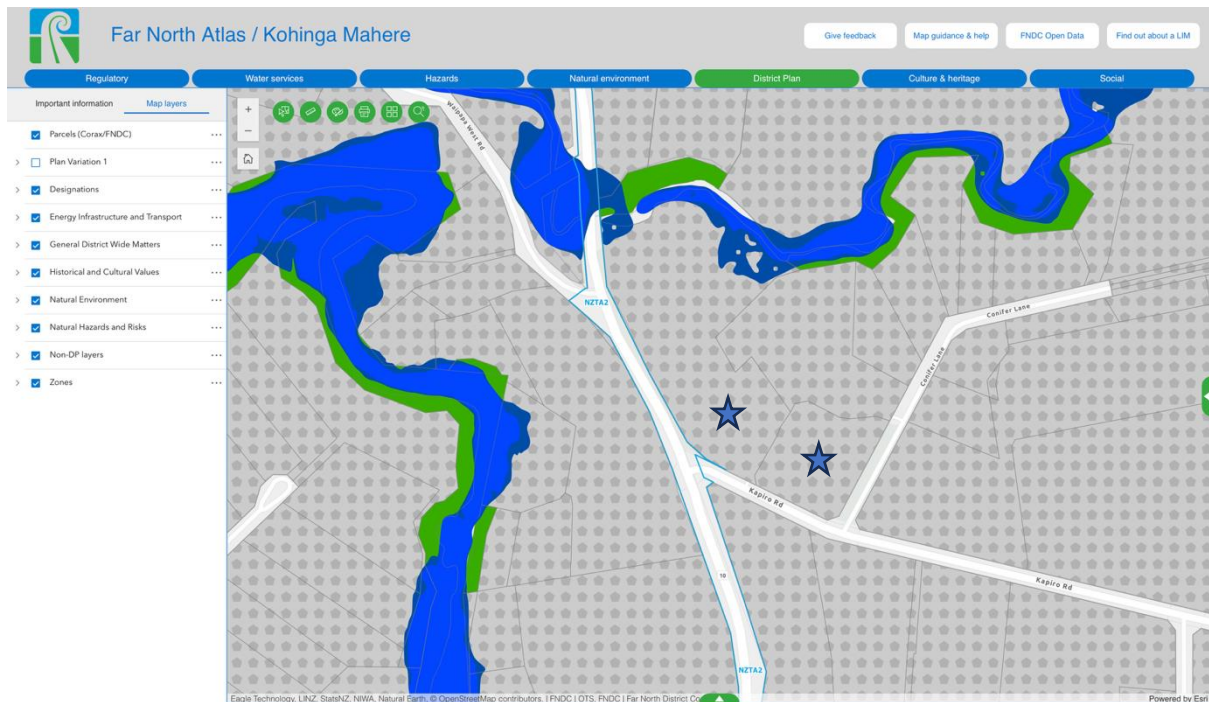 Far North Atlas / Kohinga Mahere
Give feedback
Map guidance & help
FNDC Open Data
Find out about a LIM
Regulatory
Water services
Hazards
Natural environment
District Plan
Culture & heritage
Social
Important information
Map layers
Parcels (Corax/FNDC)
Plan Variation 1
Designations
Energy Infrastructure and Transport
General District Wide Matters
Historical and Cultural Values
Natural Environment
Natural Hazards and Risks
Non-DP layers
Zones
Waipapa West Rd
NZTA2
Conifer Lane
Conifer Lane
Kapiro Rd
10
Kapiro Rd
NZTA2
Eagle Technology, LINZ, StatsNZ, NIWA, Natural Earth, © OpenStreetMap contributors. | FNDC | OTS, FNDC | Far North District Co
Powered by Esri